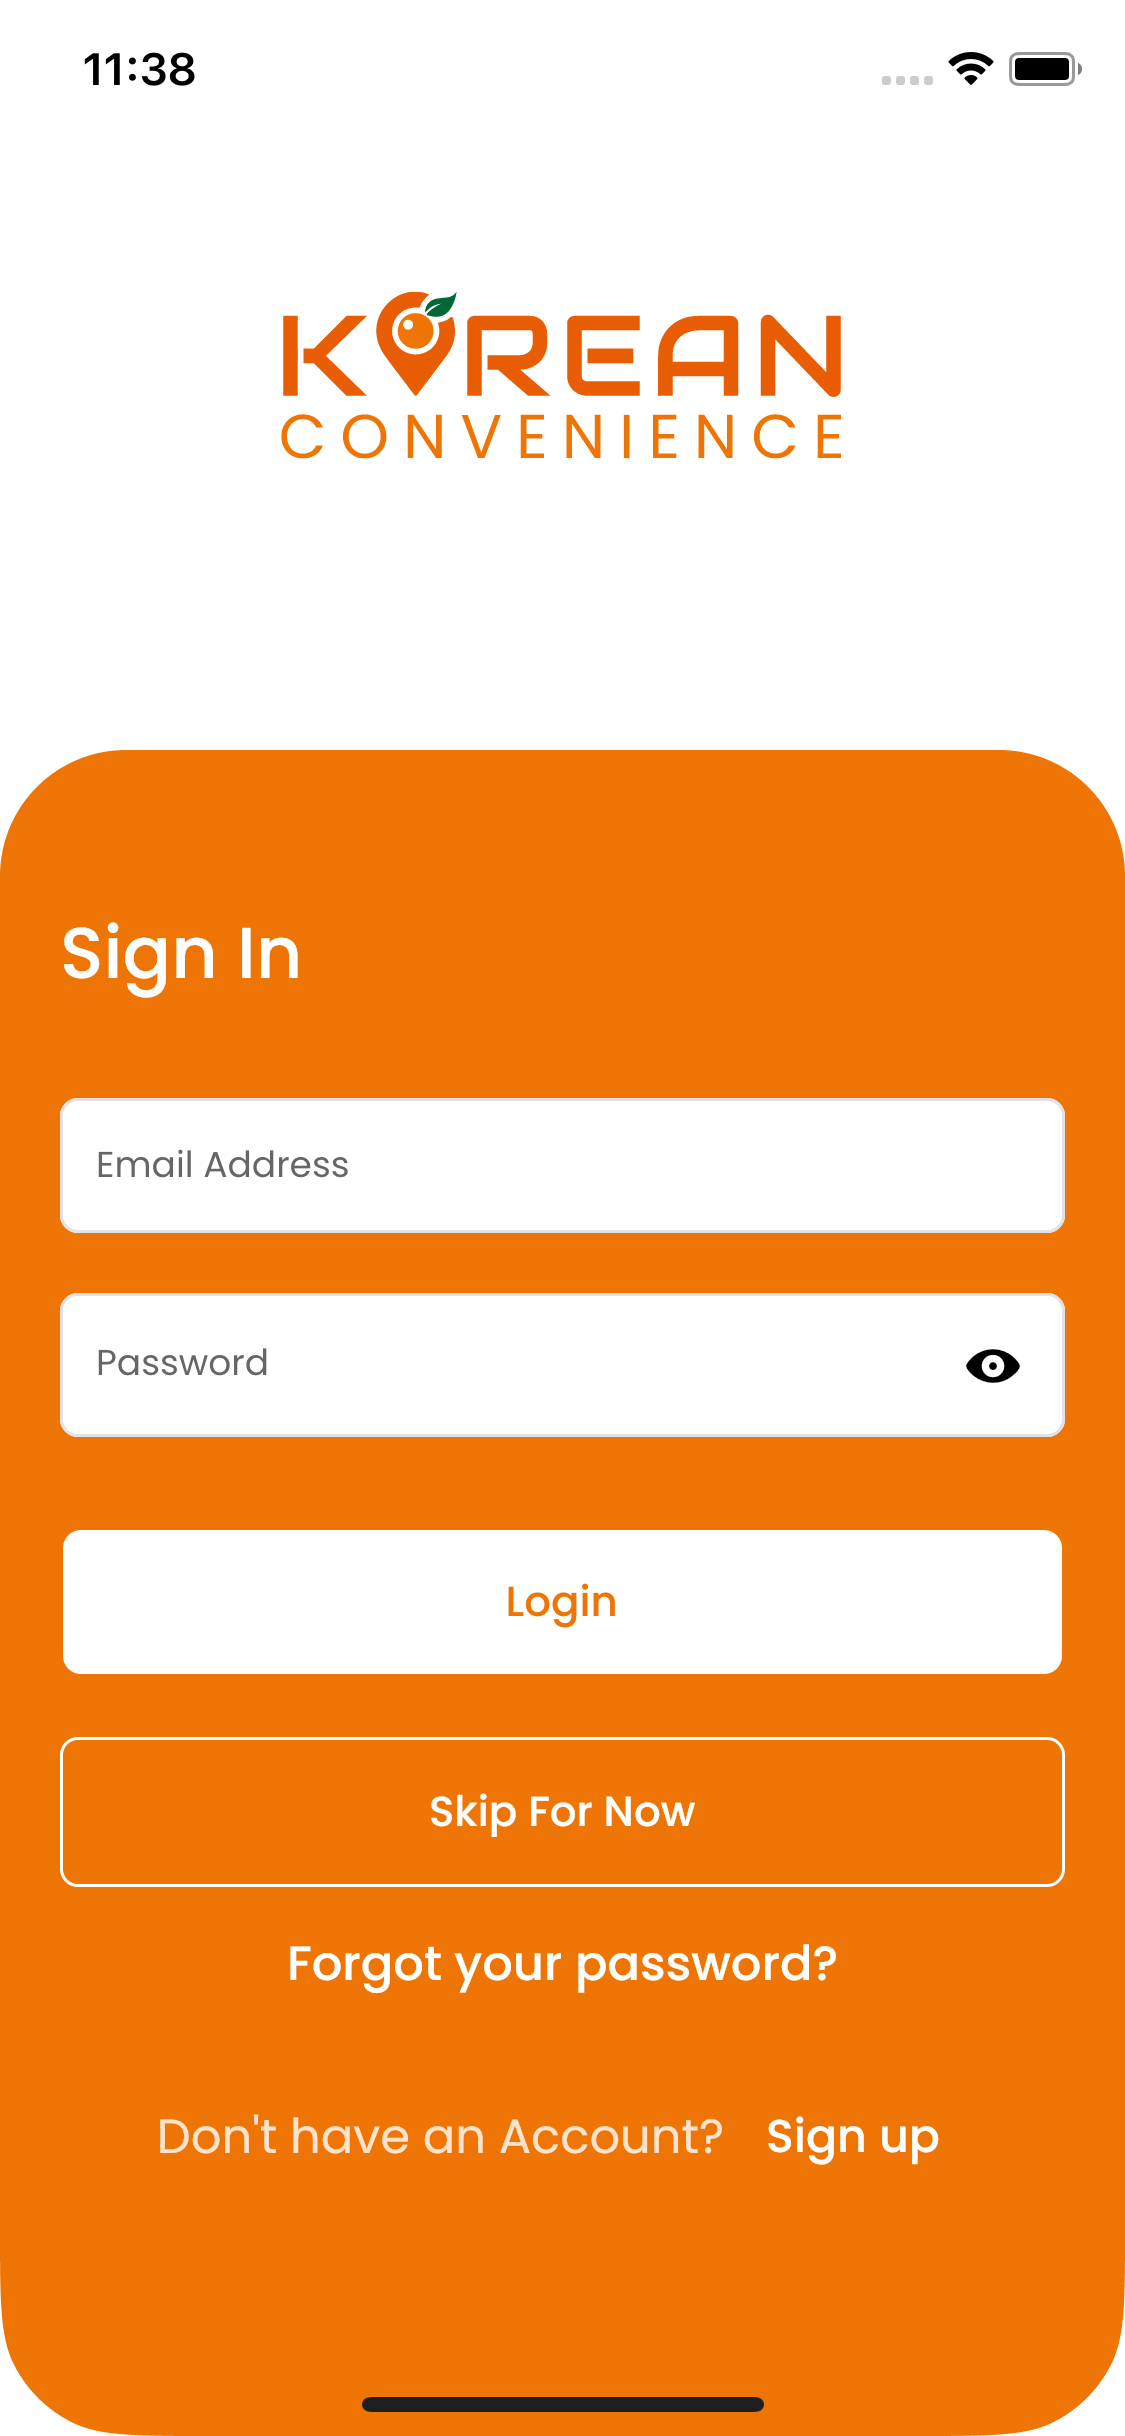 11:38
KOREAN
CONVENIENCE
Sign In
Email Address
Password
Login
Skip For Now
Forgot your password?
Don't have an Account? Sign up